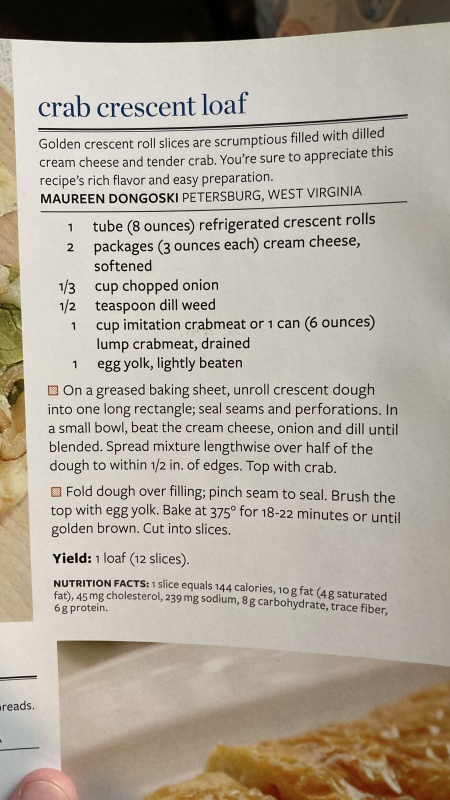 crab crescent loaf
Golden crescent roll slices are scrumptious filled with dilled
cream cheese and tender crab. You're sure to appreciate this
recipe's rich flavor and easy preparation.
MAUREEN DONGOSKI PETERSBURG, WEST VIRGINIA
1 tube (8 ounces) refrigerated crescent rolls
2 packages (3 ounces each) cream cheese,
softened
1/3 cup chopped onion
1/2 teaspoon dill weed
1 cup imitation crabmeat or 1 can (6 ounces)
lump crabmeat, drained
1 egg yolk, lightly beaten
On a greased baking sheet, unroll crescent dough
into one long rectangle; seal seams and perforations. In
a small bowl, beat the cream cheese, onion and dill until
blended. Spread mixture lengthwise over half of the
dough to within 1/2 in. of edges. Top with crab.
Fold dough over filling; pinch seam to seal. Brush the
top with egg yolk. Bake at 375° for 18-22 minutes or until
golden brown. Cut into slices.
Yield: 1 loaf (12 slices).
NUTRITION FACTS: 1 slice equals 144 calories, 10 g fat (4 g saturated
fat), 45 mg cholesterol, 239 mg sodium, 8 g carbohydrate, trace fiber,
6 g protein.
reads.